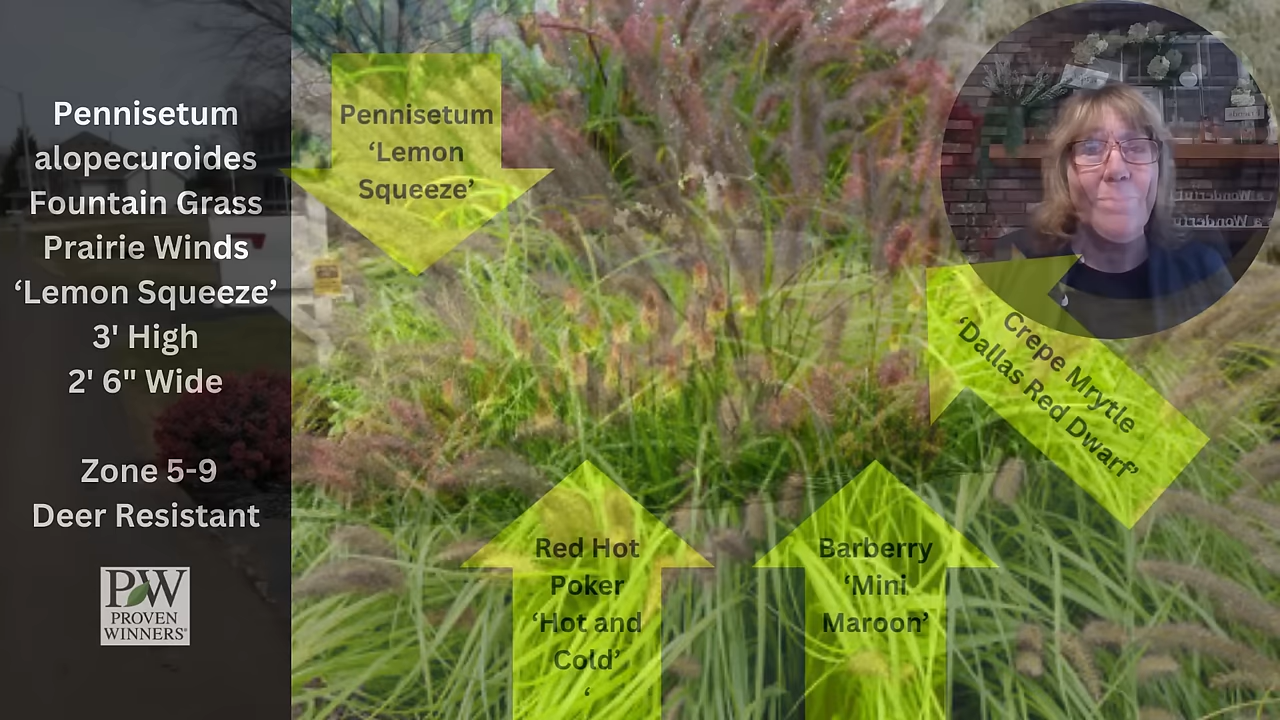 Pennisetum
alopecuroides
Fountain Grass
Prairie Winds
‘Lemon Squeeze’
3' High
2' 6" Wide
Zone 5-9
Deer Resistant
PW
PROVEN
WINNERS®
Pennisetum
‘Lemon
Squeeze’
Crepe Mrytle
‘Dallas Red Dwarf’
Red Hot
Poker
‘Hot and
Cold’
‘
Barberry
‘Mini
Maroon’
a Wonderful
a Wonderful